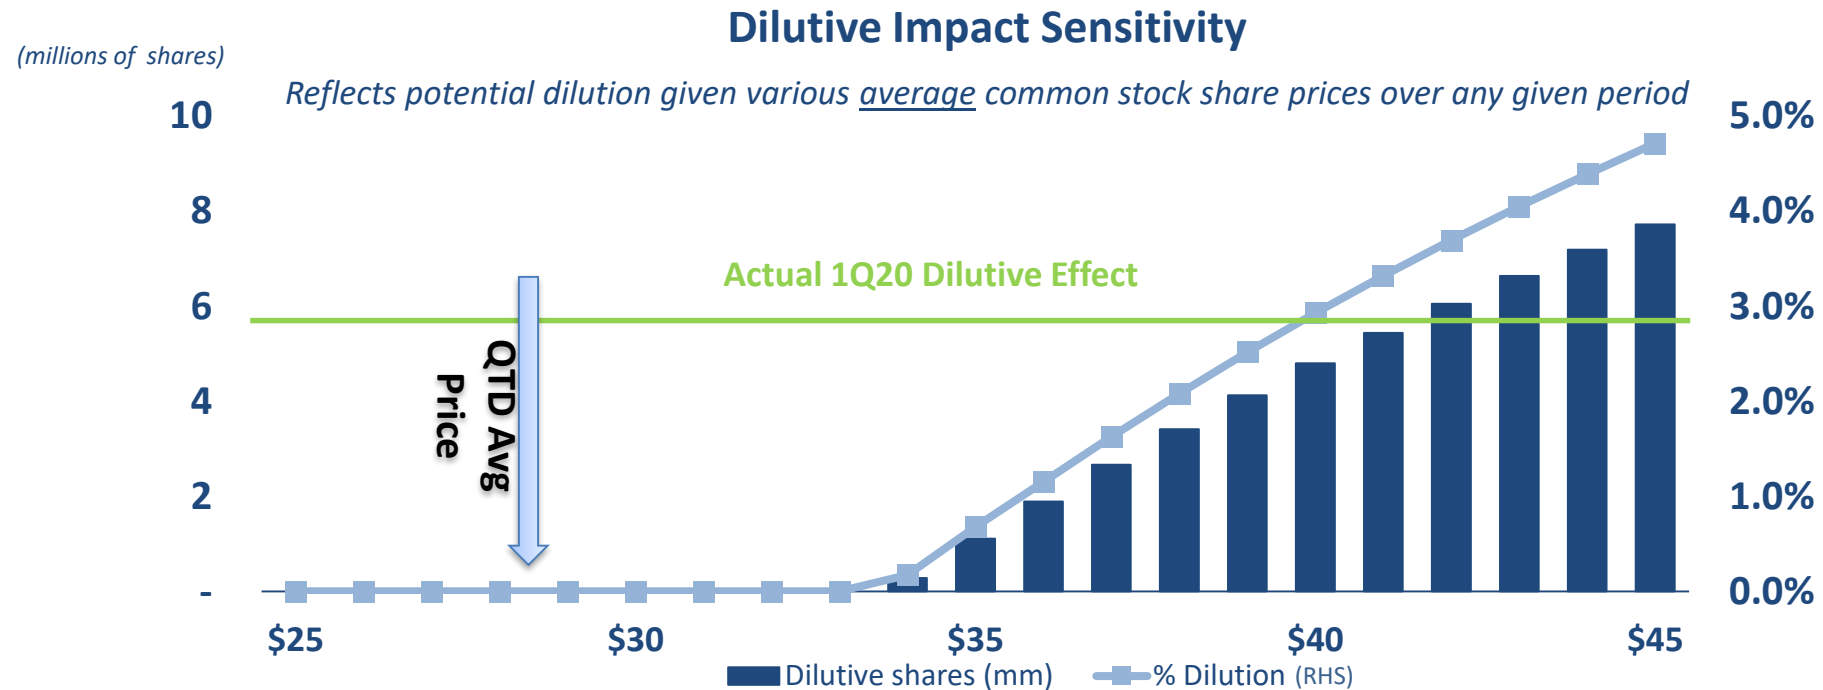 Dilutive Impact Sensitivity
(millions of shares)
Reflects potential dilution given various average common stock share prices over any given period
10
8
6
4
2
-
5.0%
4.0%
3.0%
2.0%
1.0%
0.0%
Actual 1Q20 Dilutive Effect
QTD Avg
Price
$25
$30
$35
$40
$45
Dilutive shares (mm)
% Dilution (RHS)